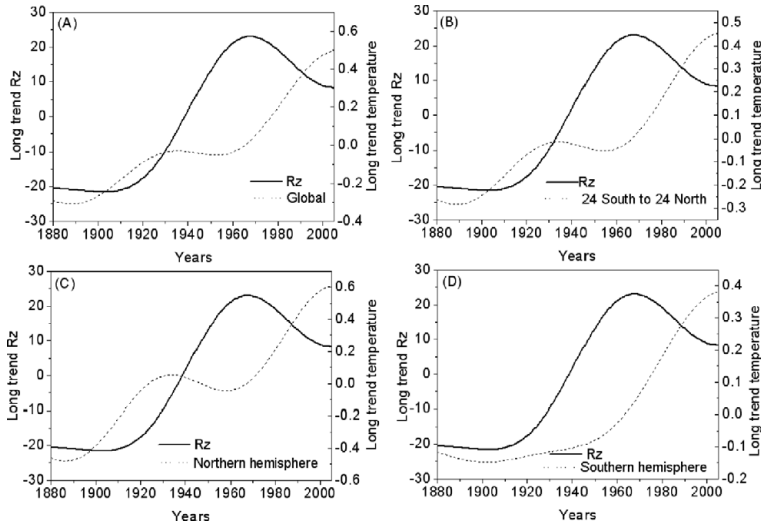 (A)
30
20
10
0
-10
-20
-30
Long trend Rz
0.6
0.4
0.2
0.0
-0.2
-0.4
Long trend temperature
Rz
Global
1880 1900 1920 1940 1960 1980 2000
Years
(B)
30
20
10
0
-10
-20
-30
Long trend Rz
0.5
0.4
0.3
0.2
0.1
-0.0
-0.1
-0.2
-0.3
Long trend temperature
Rz
24 South to 24 North
1880 1900 1920 1940 1960 1980 2000
Years
(C)
30
20
10
0
-10
-20
-30
Long trend Rz
0.6
0.4
0.2
0.0
-0.2
-0.4
0.6
Long trend temperature
Rz
Northern hemisphere
1880 1900 1920 1940 1960 1980 2000
Years
(D)
30
20
10
0
-10
-20
-30
Long trend Rz
0.4
0.3
0.2
0.1
0.0
-0.1
-0.2
Long trend temperature
Rz
Southern hemisphere
1880 1900 1920 1940 1960 1980 2000
Years